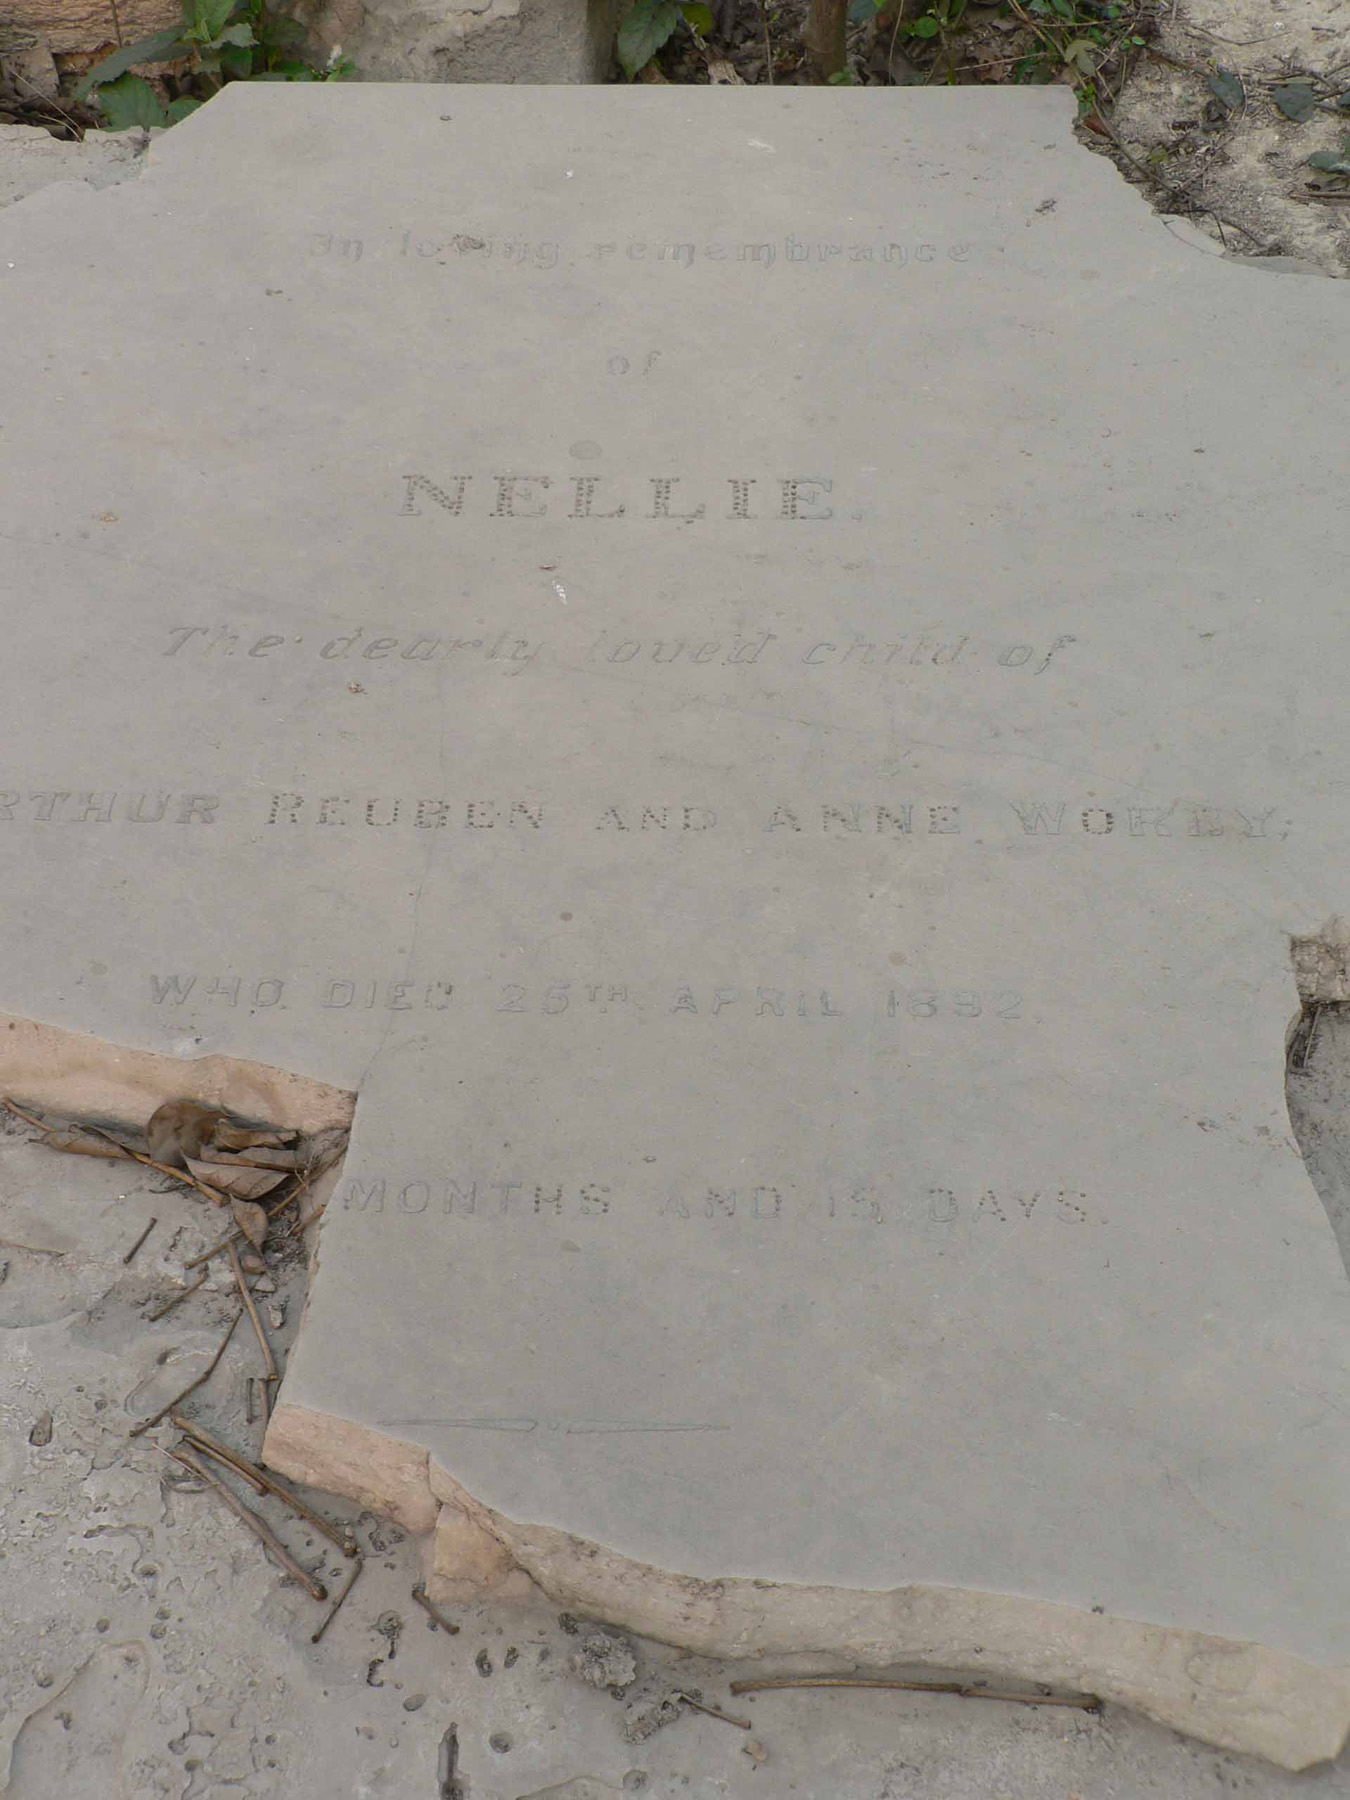 In loving remembrance
of
NELLIE.
The dearly loved child of
RTHUR REUBEN AND ANNE WORBY;
WHO DIED 25TH APRIL 1892.
MONTHS AND 15 DAYS.